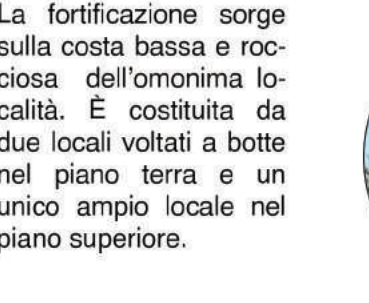 La fortificazione sorge
sulla costa bassa e roc-
ciosa dell'omonima lo-
calità. È costituita da
due locali voltati a botte
nel piano terra e un
unico ampio locale nel
piano superiore.